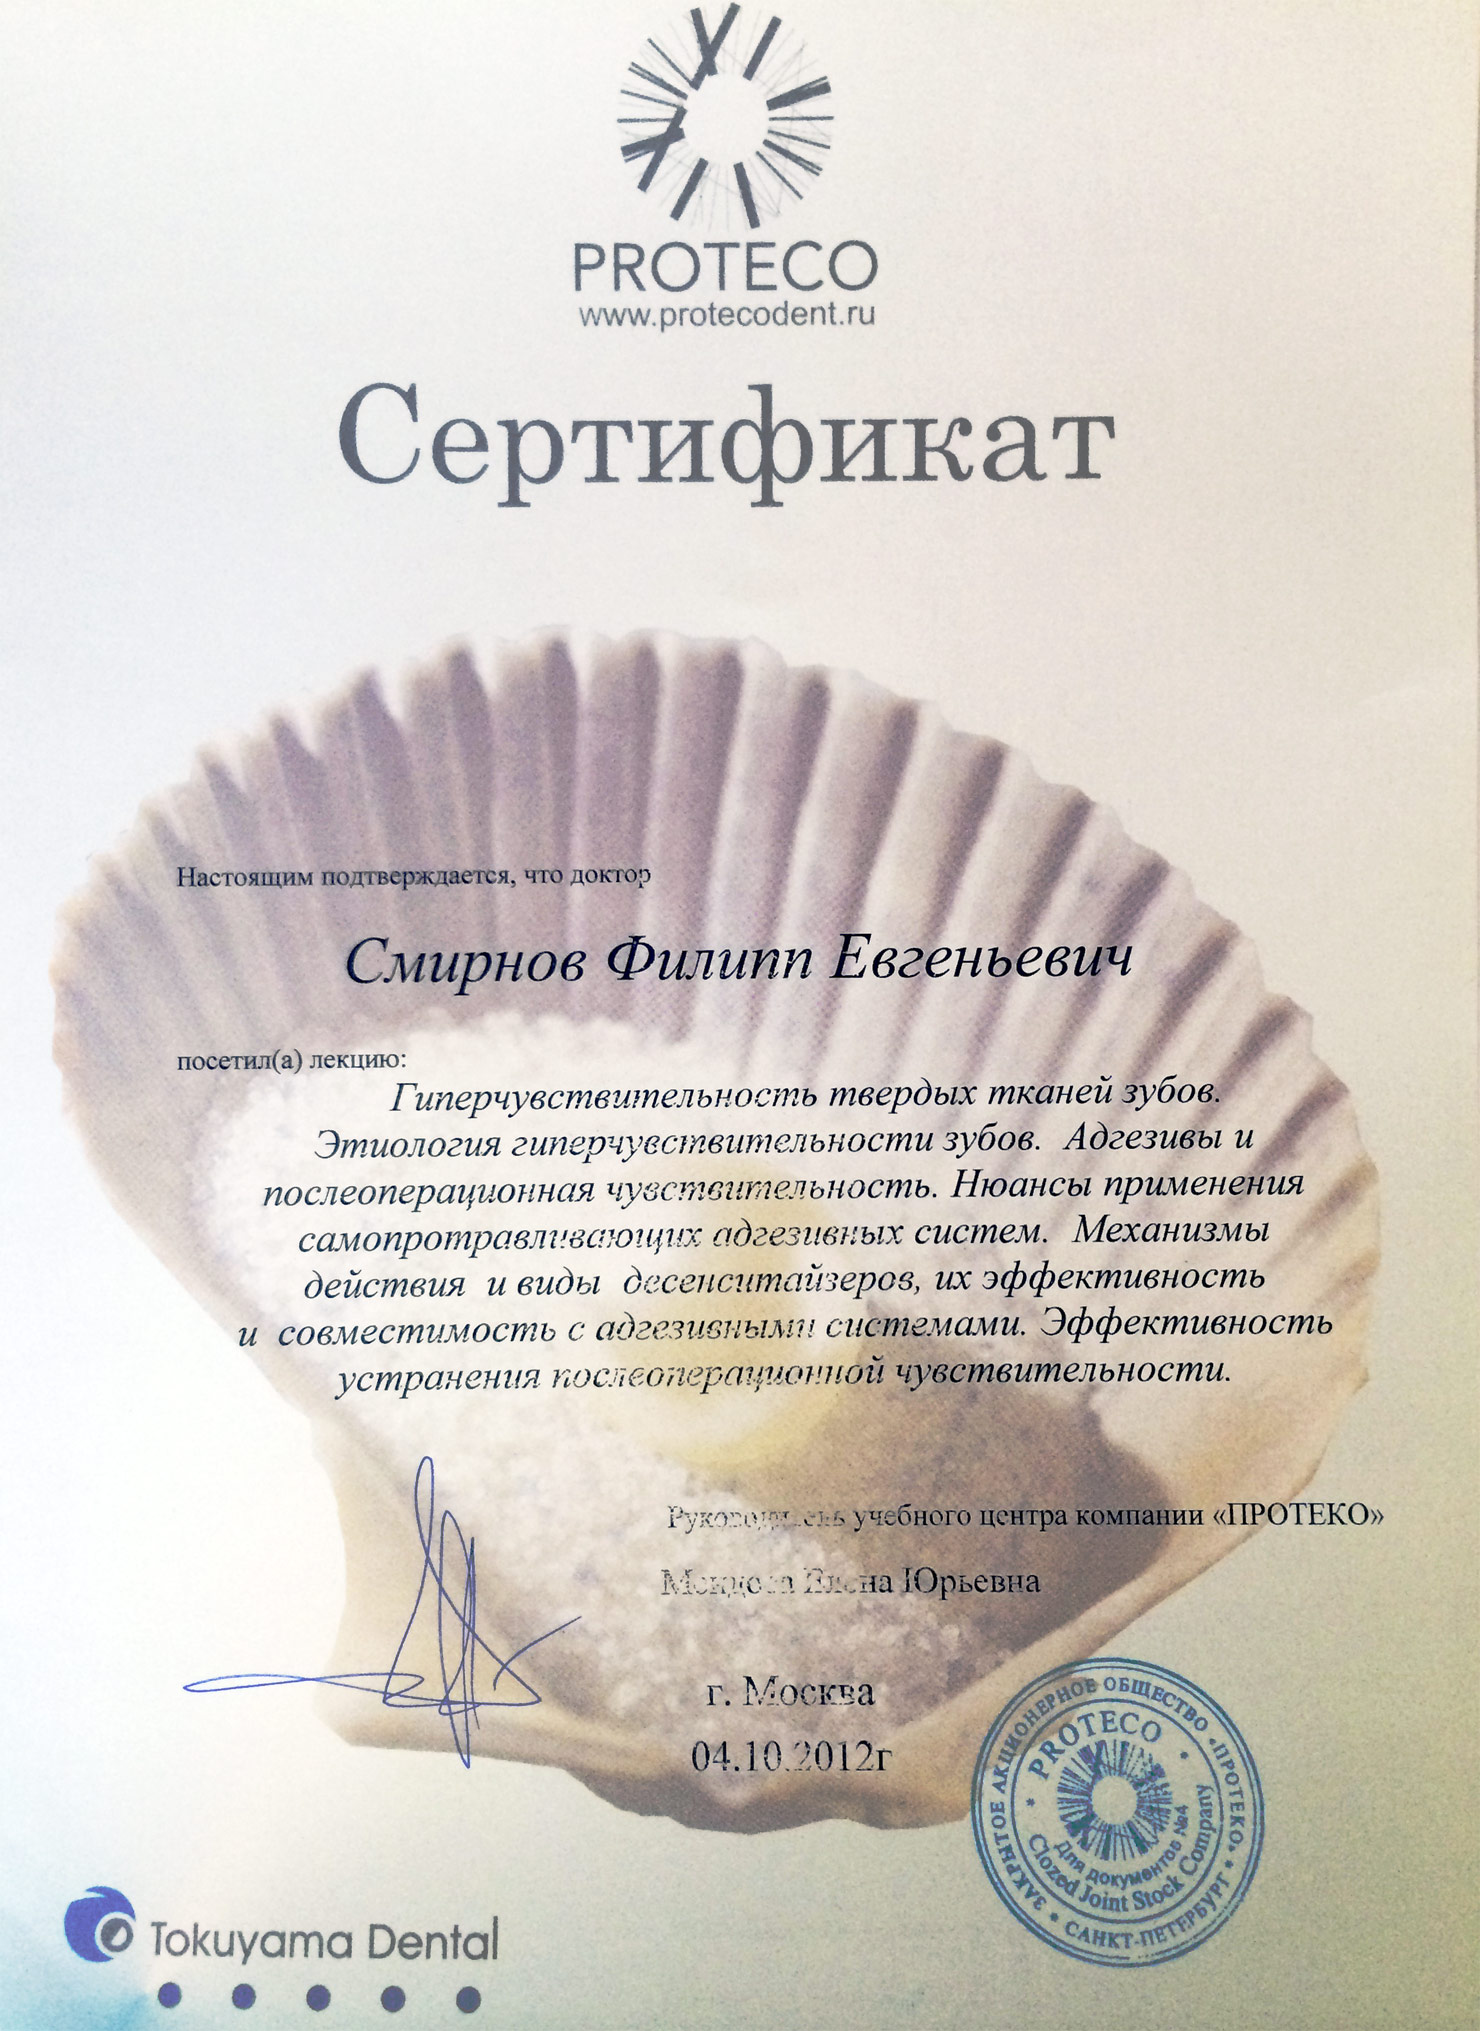 PROTECO
www.protecodent.ru
Сертификат
Настоящим подтверждается, что доктор
Смирнов Филипп Евгеньевич
посетил(а) лекцию:
Гиперчувствительность твердых тканей зубов.
Этиология гиперчувствительности зубов. Адгезивы и
послеоперационная чувствительность. Нюансы применения
самопротравливающих адгезивных систем. Механизмы
действия и виды десенситайзеров, их эффективность
и совместимость с адгезивными системами. Эффективность
устранения послеоперационной чувствительности.
Руководитель учебного центра компании «ПРОТЕКО»
Елена Юрьевна
г. Москва
04.10.2012г
ЗАКРЫТОЕ АКЦИОНЕРНОЕ ОБЩЕСТВО «ПРОТЕКО» • САНКТ-ПЕТЕРБУРГ •
PROTECO
Для документов №4
Clozed Joint Stock Company
Tokuyama Dental